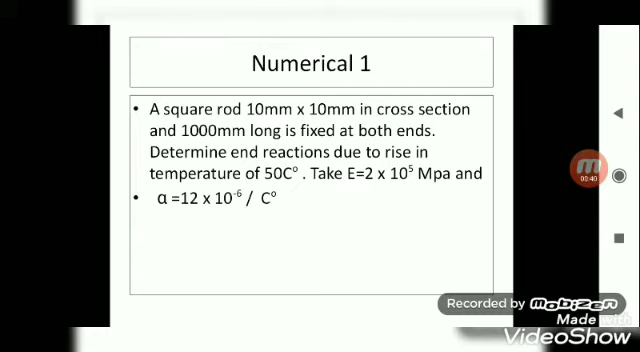 Numerical 1
• A square rod 10mm x 10mm in cross section
and 1000mm long is fixed at both ends.
Determine end reactions due to rise in
temperature of 50C° . Take E=2 x 10⁵ Mpa and
• α =12 x 10⁻⁶ / C°
00:40
Recorded by Mobizen
Made with
VideoShow